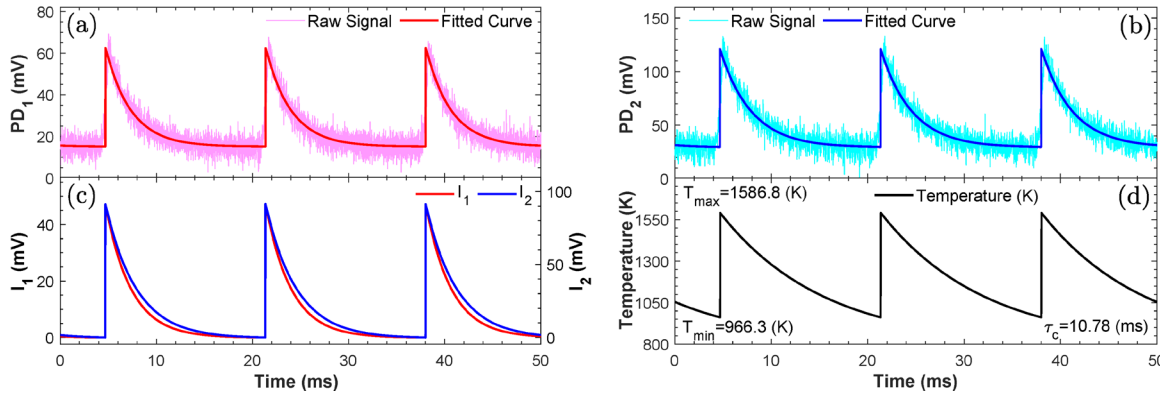 (a) Raw Signal Fitted Curve
PD1 (mV)
80
60
40
20
0
(b) Raw Signal Fitted Curve
PD2 (mV)
150
100
50
0
(c) I1 I2
I1 (mV)
40
20
0
I2 (mV)
100
50
0
0 10 20 30 40 50
Time (ms)
Tmax=1586.8 (K) Temperature (K) (d)
Temperature (K)
1550
1300
1050
800
Tmin=966.3 (K) τc=10.78 (ms)
0 10 20 30 40 50
Time (ms)